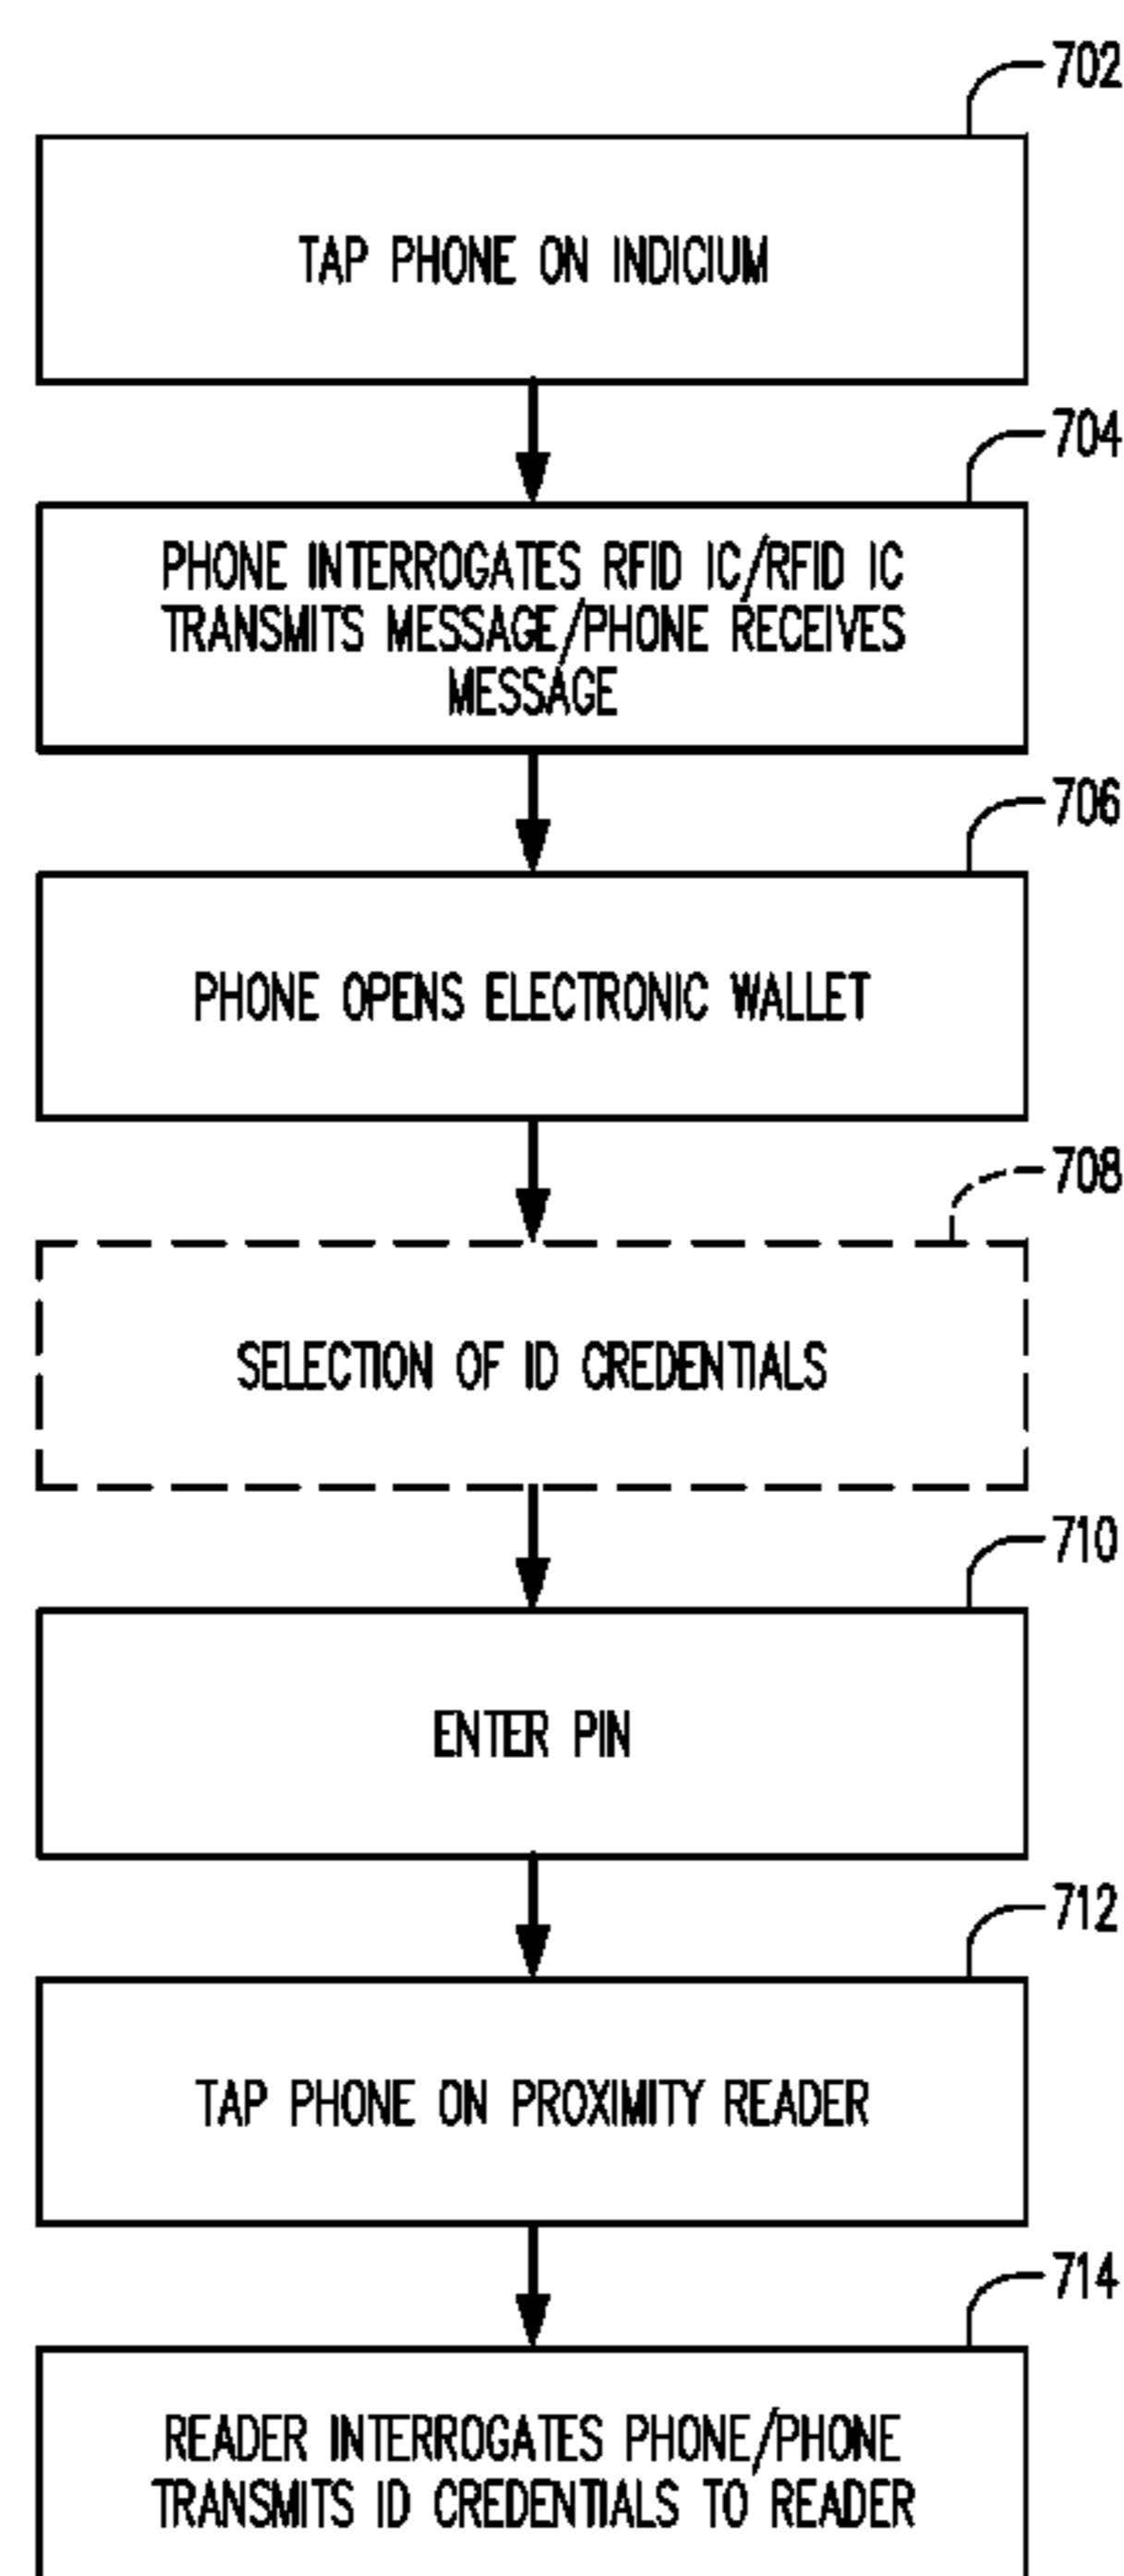 702
TAP PHONE ON INDICIUM
704
PHONE INTERROGATES RFID IC/RFID IC
TRANSMITS MESSAGE/PHONE RECEIVES
MESSAGE
706
PHONE OPENS ELECTRONIC WALLET
708
SELECTION OF ID CREDENTIALS
710
ENTER PIN
712
TAP PHONE ON PROXIMITY READER
714
READER INTERROGATES PHONE/PHONE
TRANSMITS ID CREDENTIALS TO READER